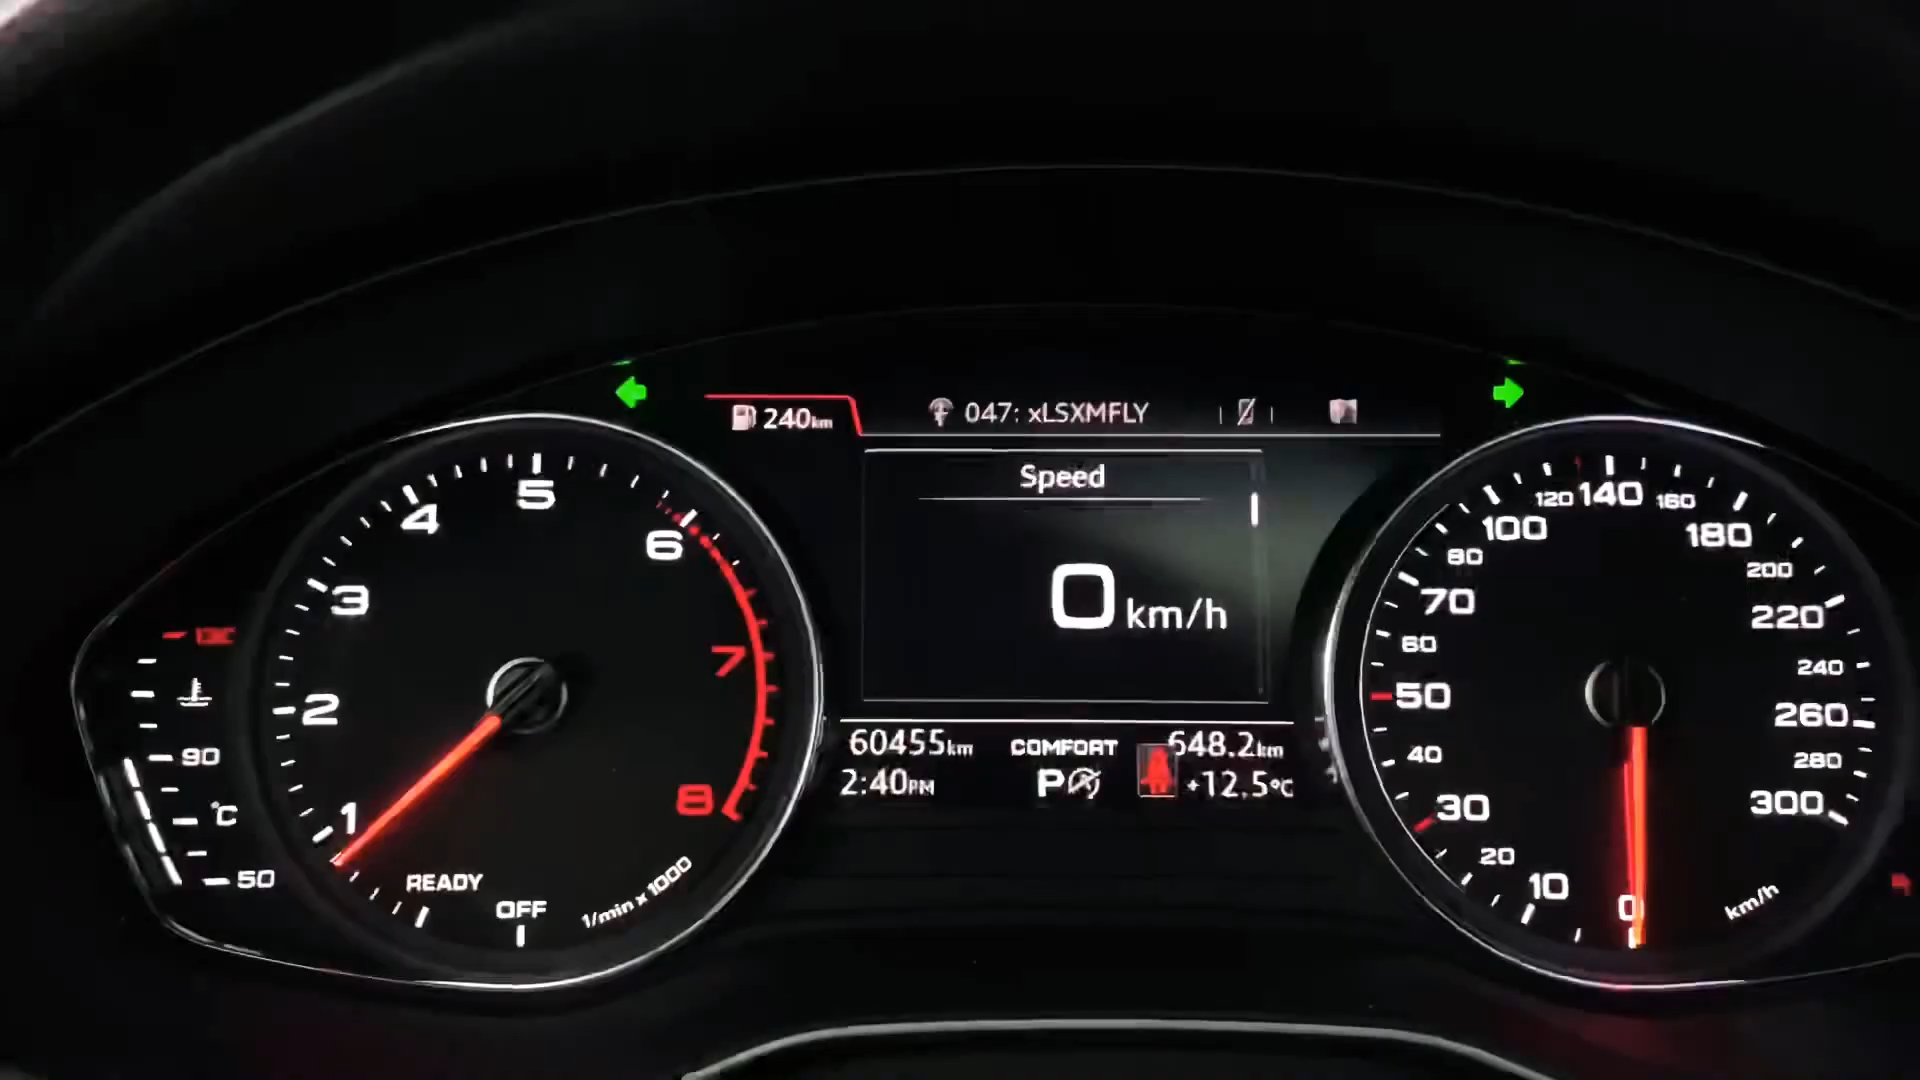 240km
047: xLSXMFLY
Speed
0 km/h
60455km
COMFORT
648.2km
2:40PM
P
+12.5°C
1
2
3
4
5
6
7
8
READY
OFF
1/min x 1000
90
°C
50
0
10
20
30
40
50
60
70
80
100
120
140
160
180
200
220
240
260
280
300
km/h